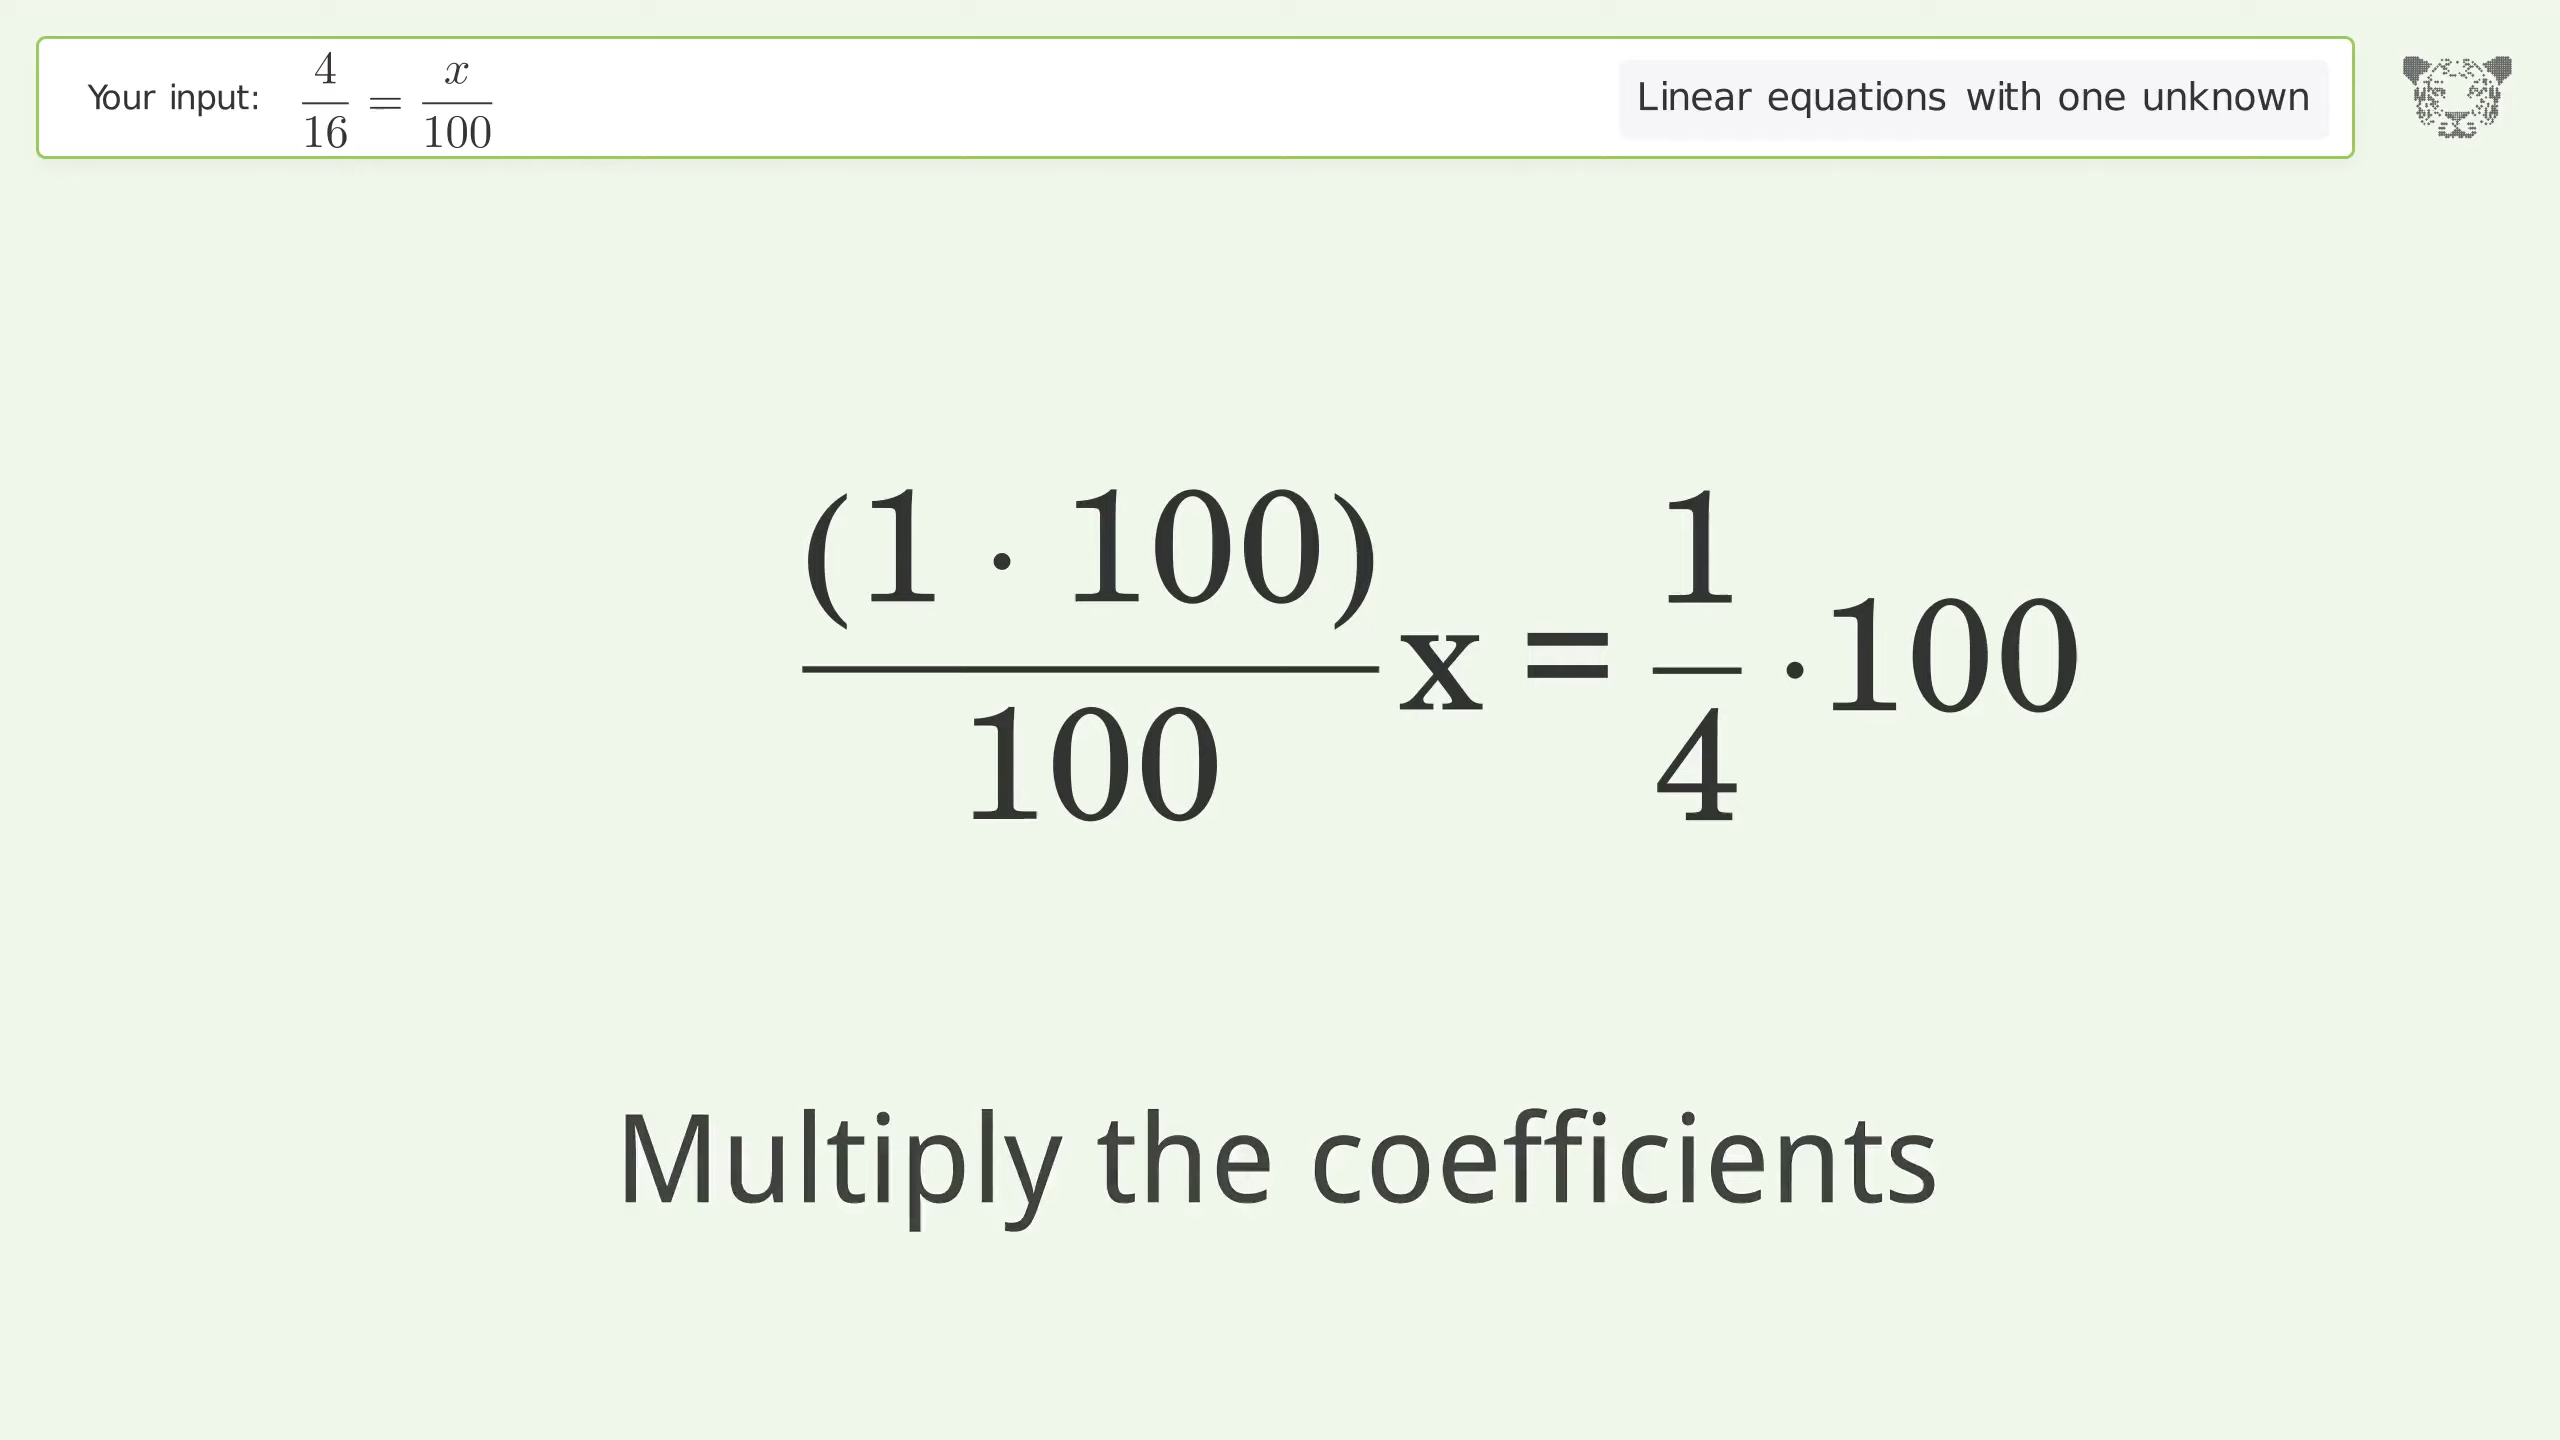 Your input: 4/16 = x/100
Linear equations with one unknown
(1 · 100)/100 x = 1/4 · 100
Multiply the coefficients